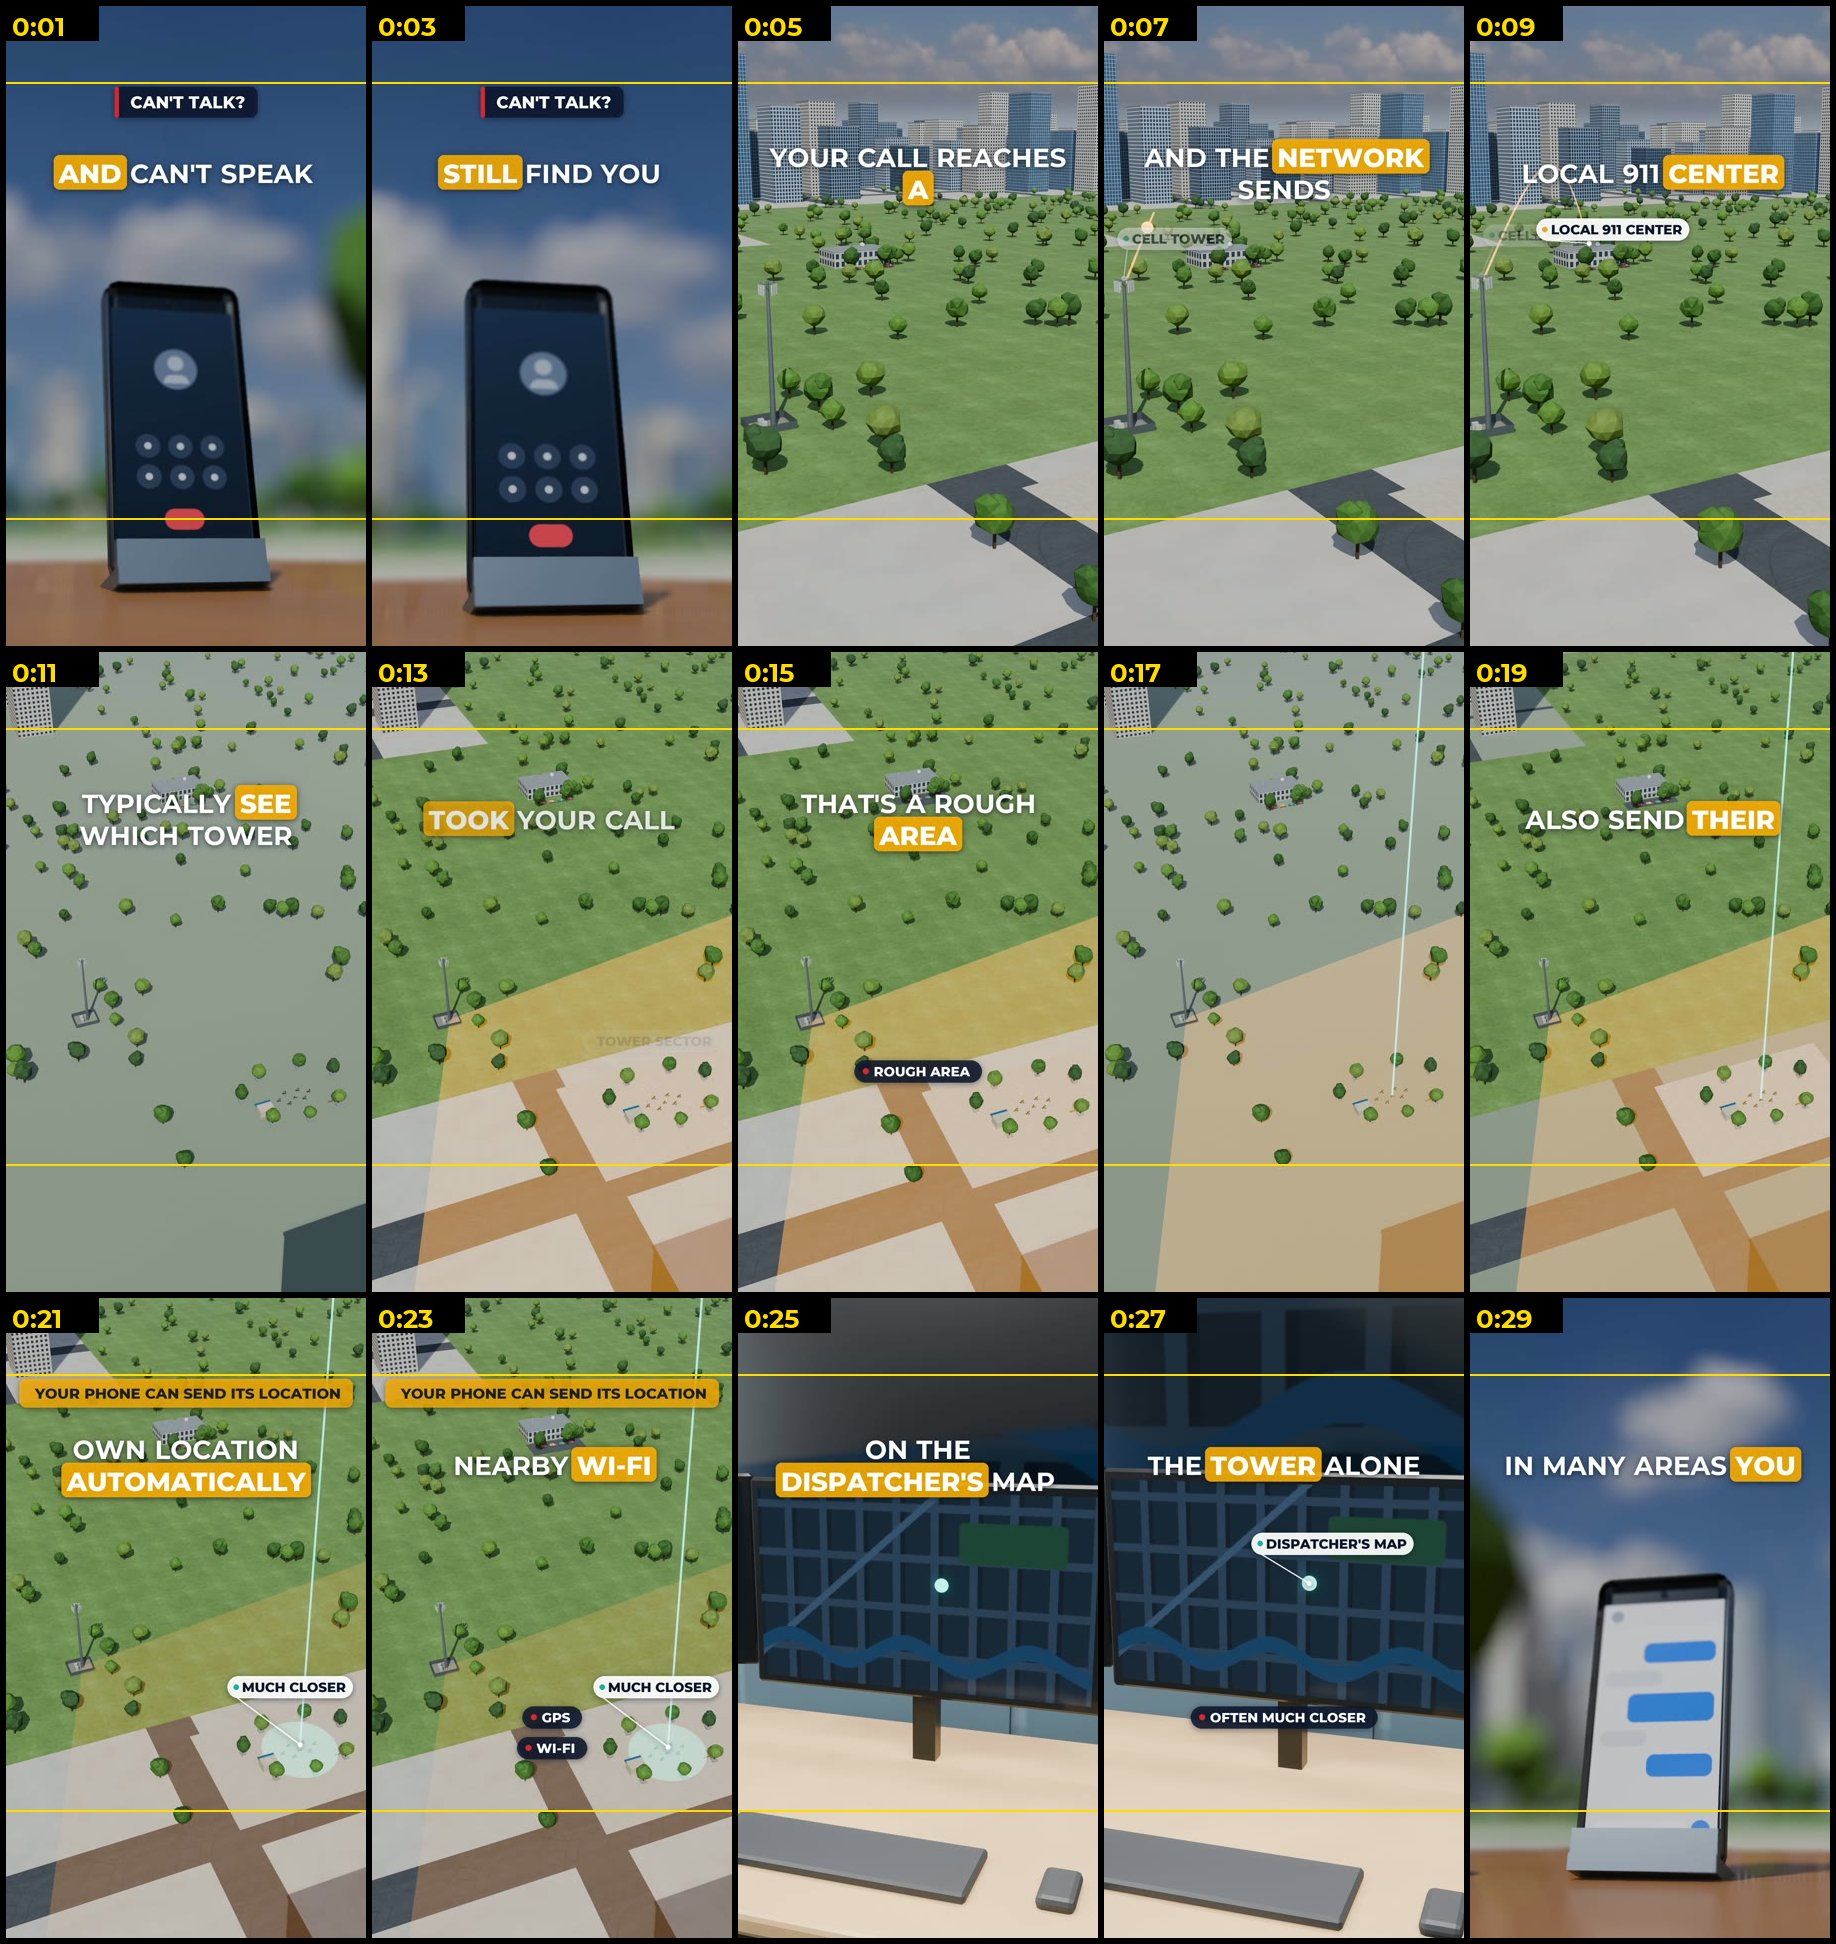 0:01
CAN'T TALK?
AND CAN'T SPEAK
0:03
CAN'T TALK?
STILL FIND YOU
0:05
YOUR CALL REACHES
A
0:07
AND THE NETWORK
SENDS
CELL TOWER
0:09
LOCAL 911 CENTER
CELL
LOCAL 911 CENTER
0:11
TYPICALLY SEE
WHICH TOWER
0:13
TOOK YOUR CALL
TOWER SECTOR
0:15
THAT'S A ROUGH
AREA
ROUGH AREA
0:17
0:19
ALSO SEND THEIR
0:21
YOUR PHONE CAN SEND ITS LOCATION
OWN LOCATION
AUTOMATICALLY
MUCH CLOSER
0:23
YOUR PHONE CAN SEND ITS LOCATION
NEARBY WI-FI
MUCH CLOSER
GPS
WI-FI
0:25
ON THE
DISPATCHER'S MAP
0:27
THE TOWER ALONE
DISPATCHER'S MAP
OFTEN MUCH CLOSER
0:29
IN MANY AREAS YOU